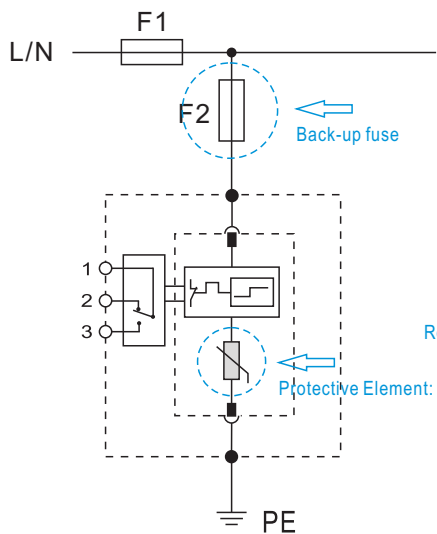 F1
L/N
F2
Back-up fuse
1
2
3
R
Protective Element:
PE